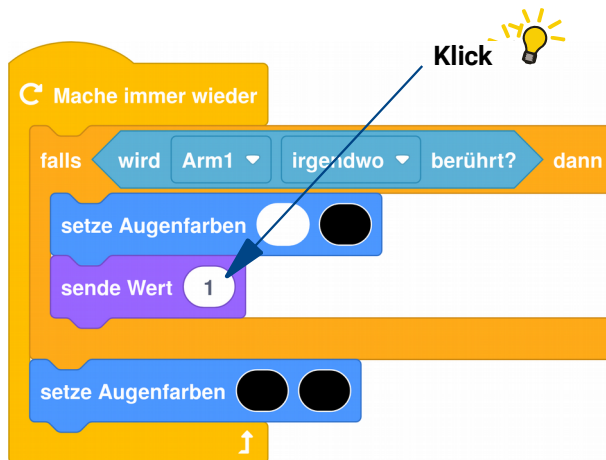 Klick
Mache immer wieder
falls wird Arm1 irgendwo berührt? dann
setze Augenfarben
sende Wert 1
setze Augenfarben